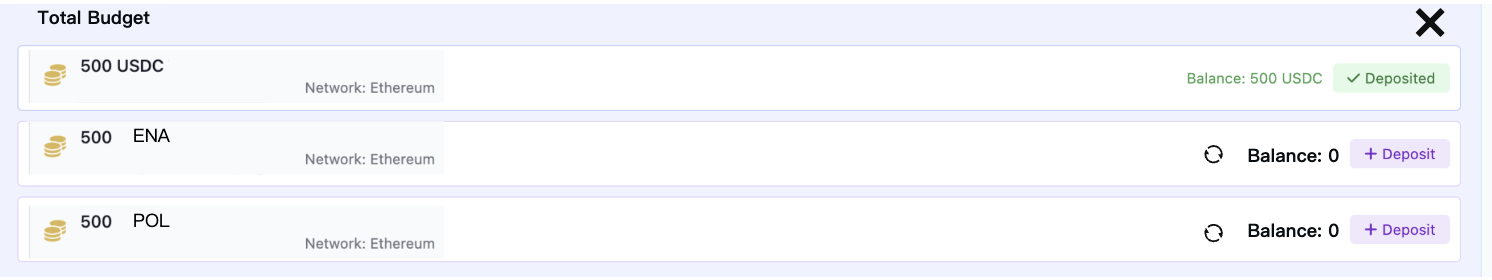 Total Budget
500 USDC
Network: Ethereum
Balance: 500 USDC
✓ Deposited
500 ENA
Network: Ethereum
Balance: 0
+ Deposit
500 POL
Network: Ethereum
Balance: 0
+ Deposit